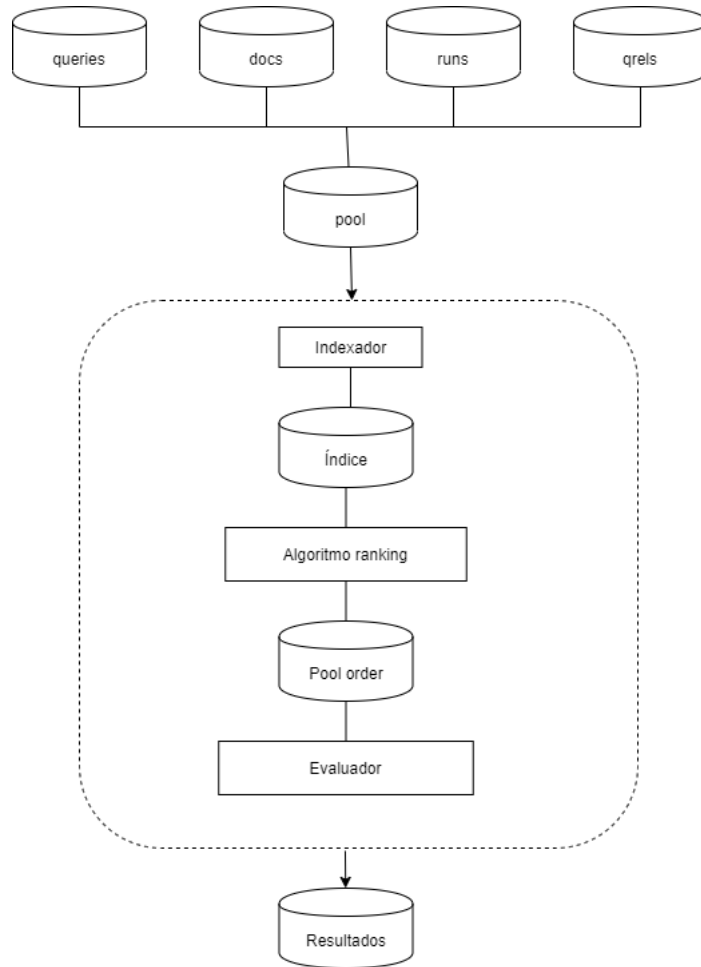 queries
docs
runs
qrels
pool
Indexador
Índice
Algoritmo ranking
Pool order
Evaluador
Resultados